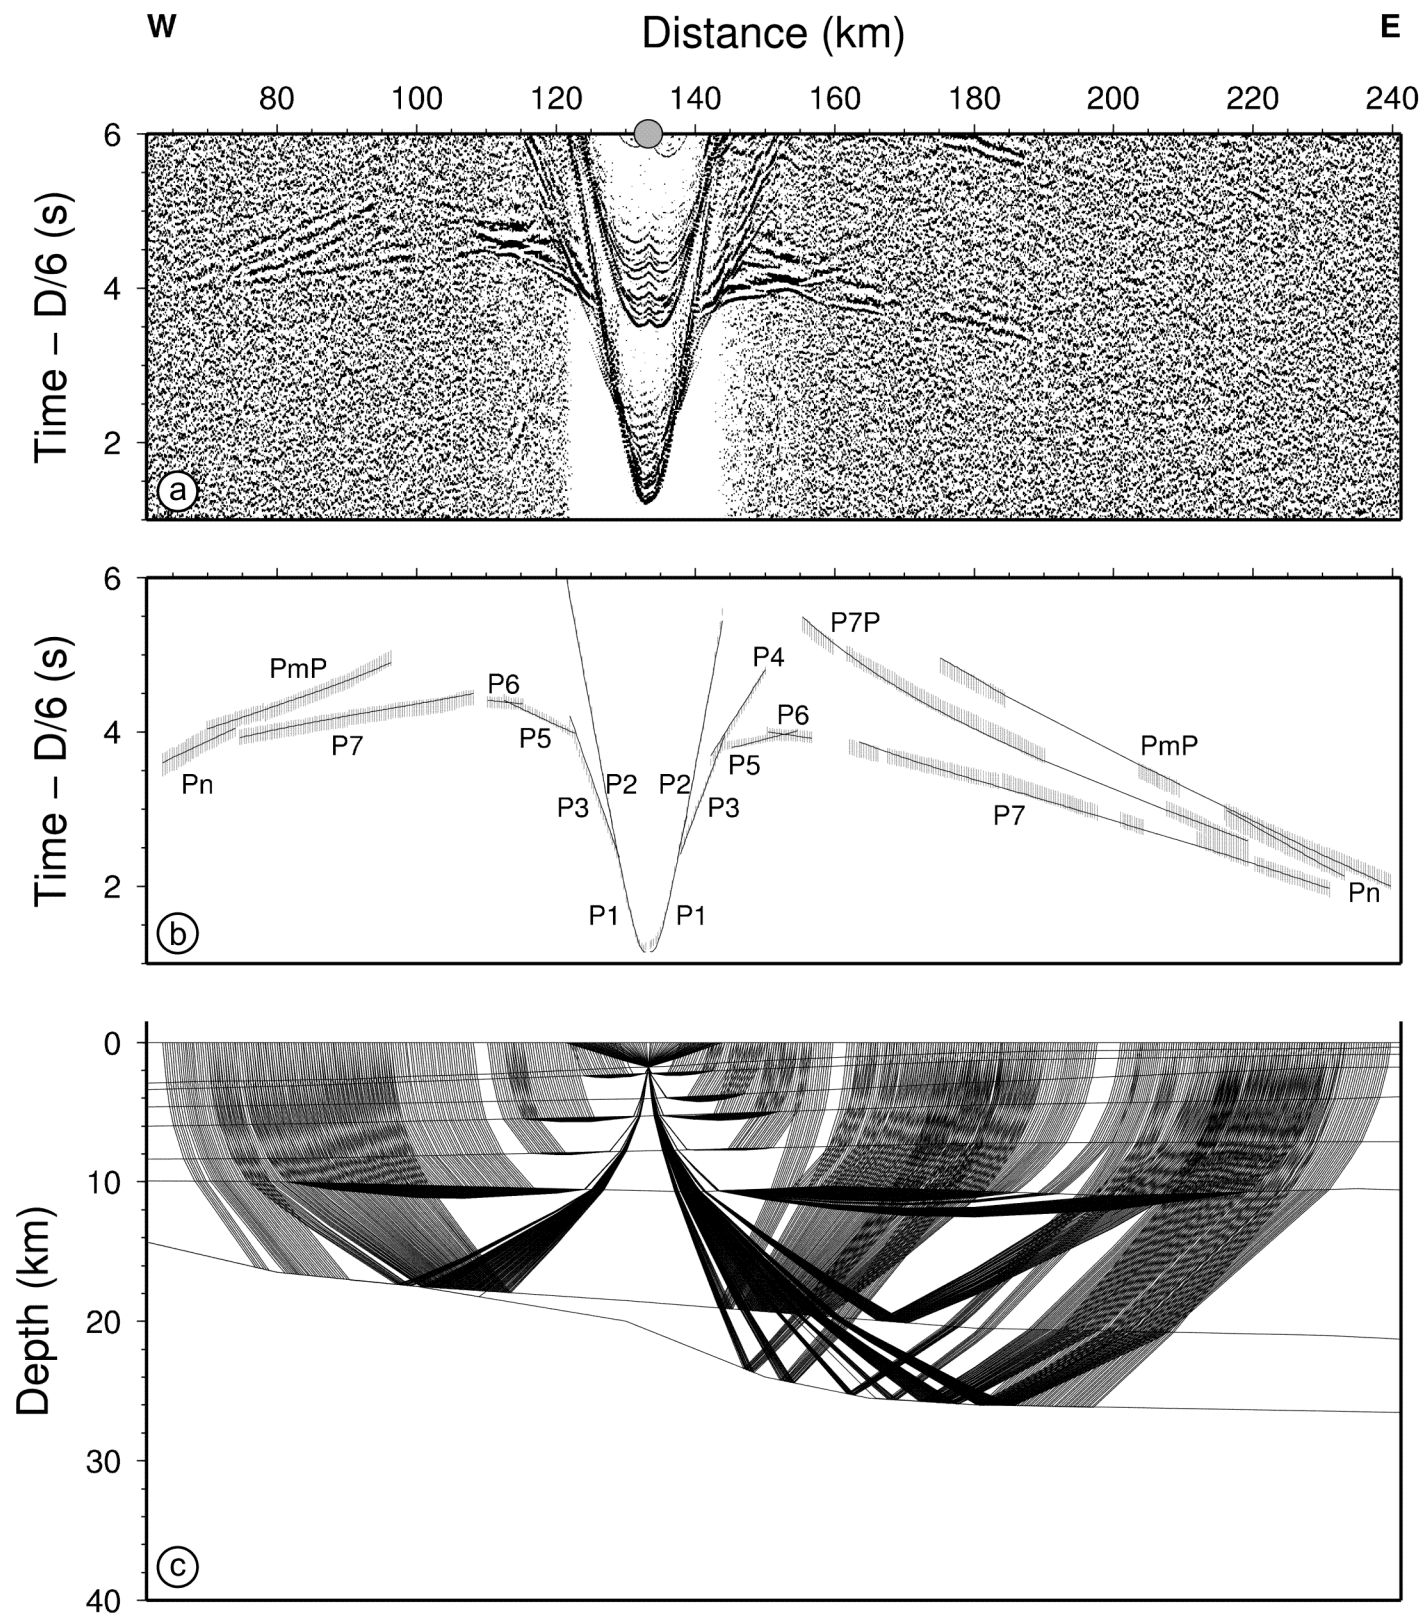 W Distance (km) E
80 100 120 140 160 180 200 220 240
6
4
2
Time – D/6 (s)
a
6
4
2
Time – D/6 (s)
P7P
P4
PmP
P6
P6
P5
P5
PmP
P7
Pn
P2 P2
P3 P3
P7
Pn
P1 P1
b
0
10
20
30
40
Depth (km)
c